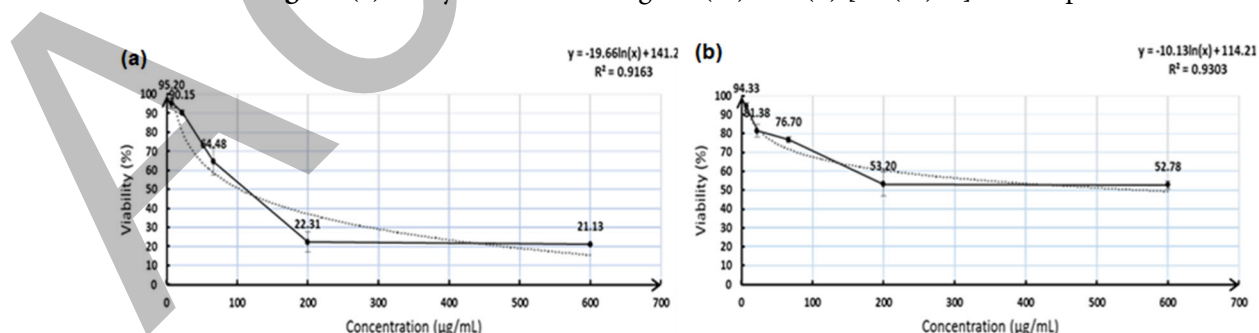 (a)
y = -19.66ln(x)+141.2
R² = 0.9163
95.20
90.15
64.48
22.31
21.13
100
90
80
70
60
50
40
30
20
10
0
Viability (%)
0 100 200 300 400 500 600 700
Concentration (µg/mL)
(b)
y = -10.13ln(x)+114.21
R² = 0.9303
94.33
81.38
76.70
53.20
52.78
100
90
80
70
60
50
40
30
20
10
0
Viability (%)
0 100 200 300 400 500 600 700
Concentration (µg/mL)